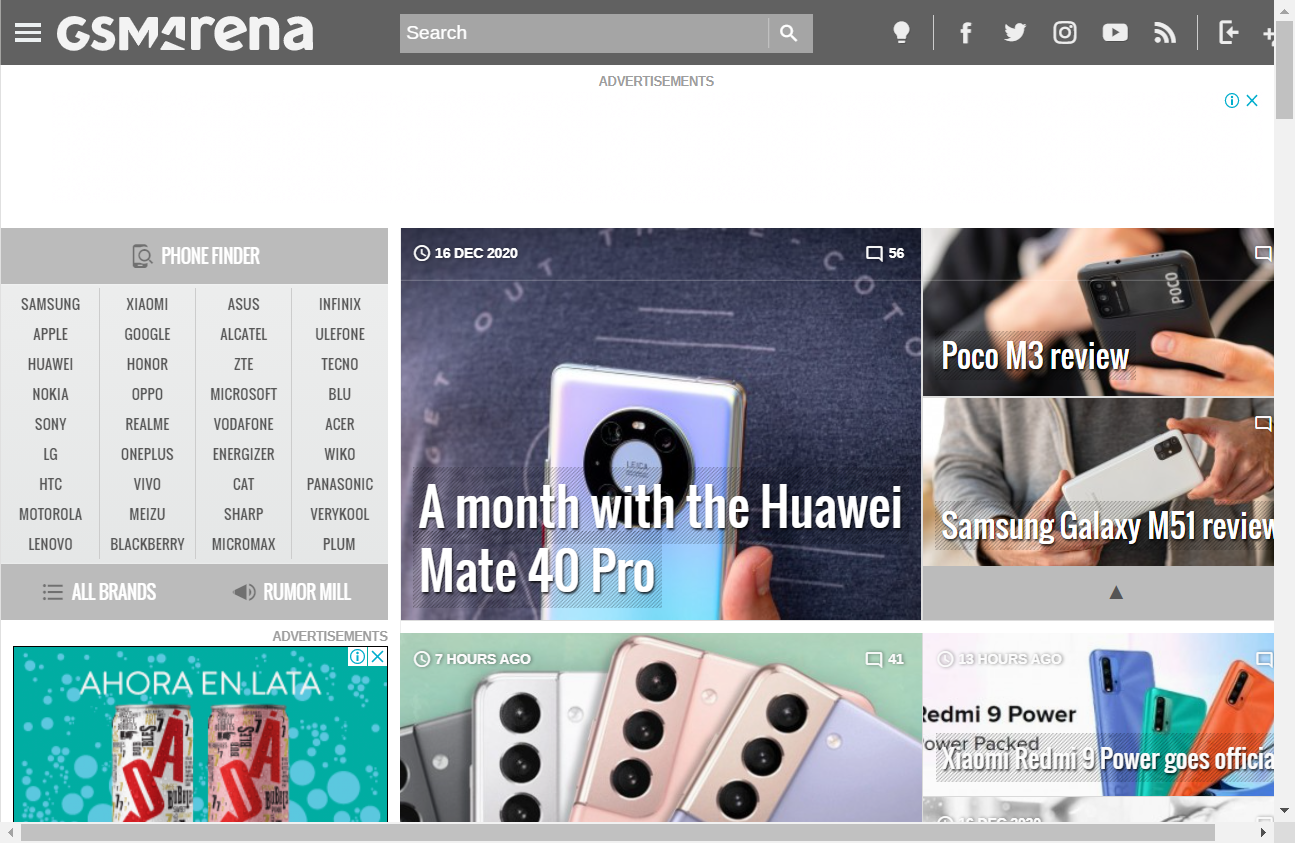 GSMArena
Search
ADVERTISEMENTS
PHONE FINDER
SAMSUNG XIAOMI ASUS INFINIX
APPLE GOOGLE ALCATEL ULEFONE
HUAWEI HONOR ZTE TECNO
NOKIA OPPO MICROSOFT BLU
SONY REALME VODAFONE ACER
LG ONEPLUS ENERGIZER WIKO
HTC VIVO CAT PANASONIC
MOTOROLA MEIZU SHARP VERYKOOL
LENOVO BLACKBERRY MICROMAX PLUM
ALL BRANDS RUMOR MILL
16 DEC 2020 56
LEICA
A month with the Huawei
Mate 40 Pro
POCO
Poco M3 review
Samsung Galaxy M51 review
ADVERTISEMENTS
AHORA EN LATA
7 HOURS AGO 41
13 HOURS AGO
Redmi 9 Power
Power Packed
Xiaomi Redmi 9 Power goes officia
16 DEC 2020